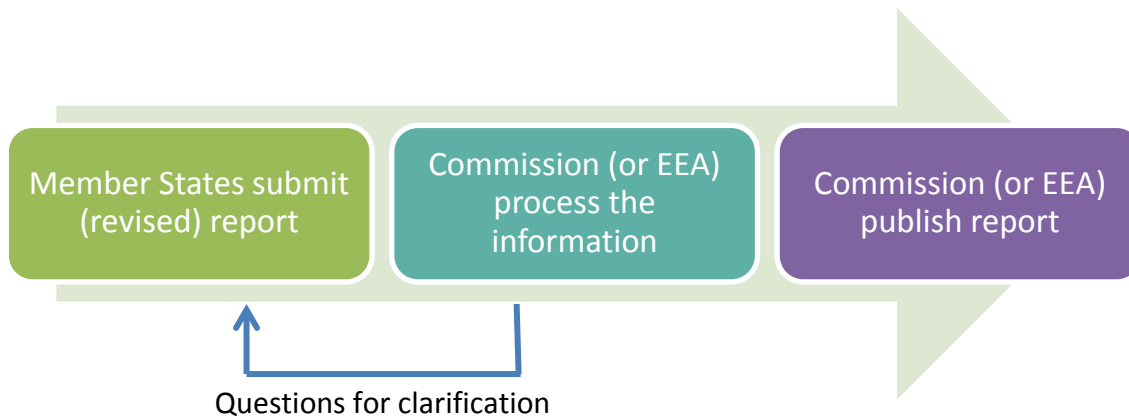 Member States submit
(revised) report
Commission (or EEA)
process the
information
Commission (or EEA)
publish report
Questions for clarification